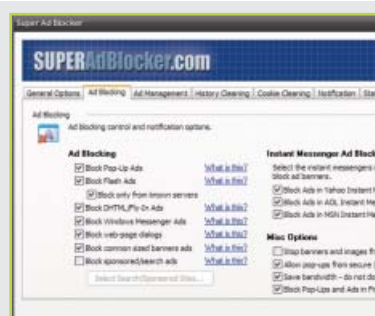 Super Ad Blocker
SUPERAdBlocker.com
General Options Ad Blocking Ad Management History Cleaning Cookie Cleaning Notification Sta
Ad Blocking
Ad blocking control and notification options.
Ad Blocking
Block Pop-Up Ads What is this?
Block Flash Ads What is this?
Block only from known servers
Block DHTML/Fly-In Ads What is this?
Block Windows Messenger Ads What is this?
Block web-page dialogs What is this?
Block common sized banners ads What is this?
Block sponsored/search ads What is this?
Select Search/Sponsored Sites...
Instant Messenger Ad Block
Select the instant messengers
block ad banners.
Block Ads in Yahoo Instant
Block Ads in AOL Instant Me
Block Ads in MSN Instant Me
Misc Options
Stop banners and images fr
Allow pop-ups from secure
Save bandwidth - do not do
Block Pop-Ups and Ads in Fr